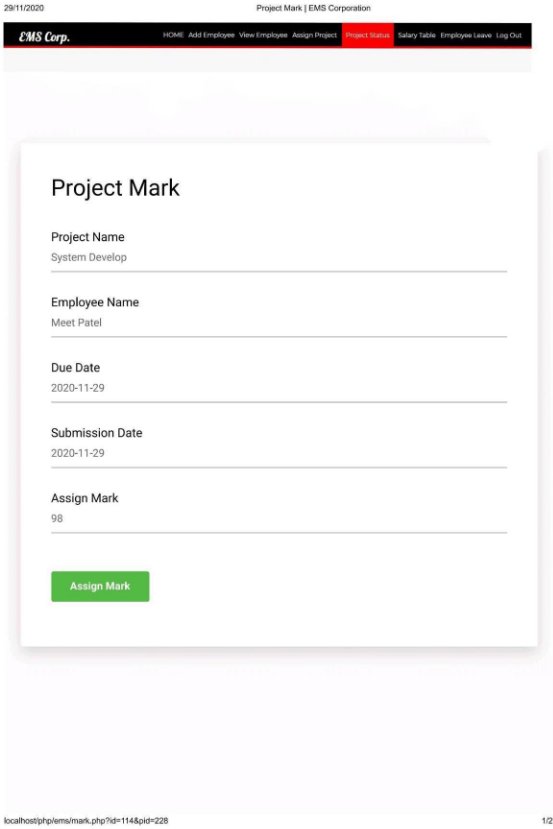 29/11/2020 Project Mark | EMS Corporation
EMS Corp. HOME Add Employee View Employee Assign Project Project Status Salary Table Employee Leave Log Out
Project Mark
Project Name
System Develop
Employee Name
Meet Patel
Due Date
2020-11-29
Submission Date
2020-11-29
Assign Mark
98
Assign Mark
localhost/php/ems/mark.php?id=114&pid=228 1/2